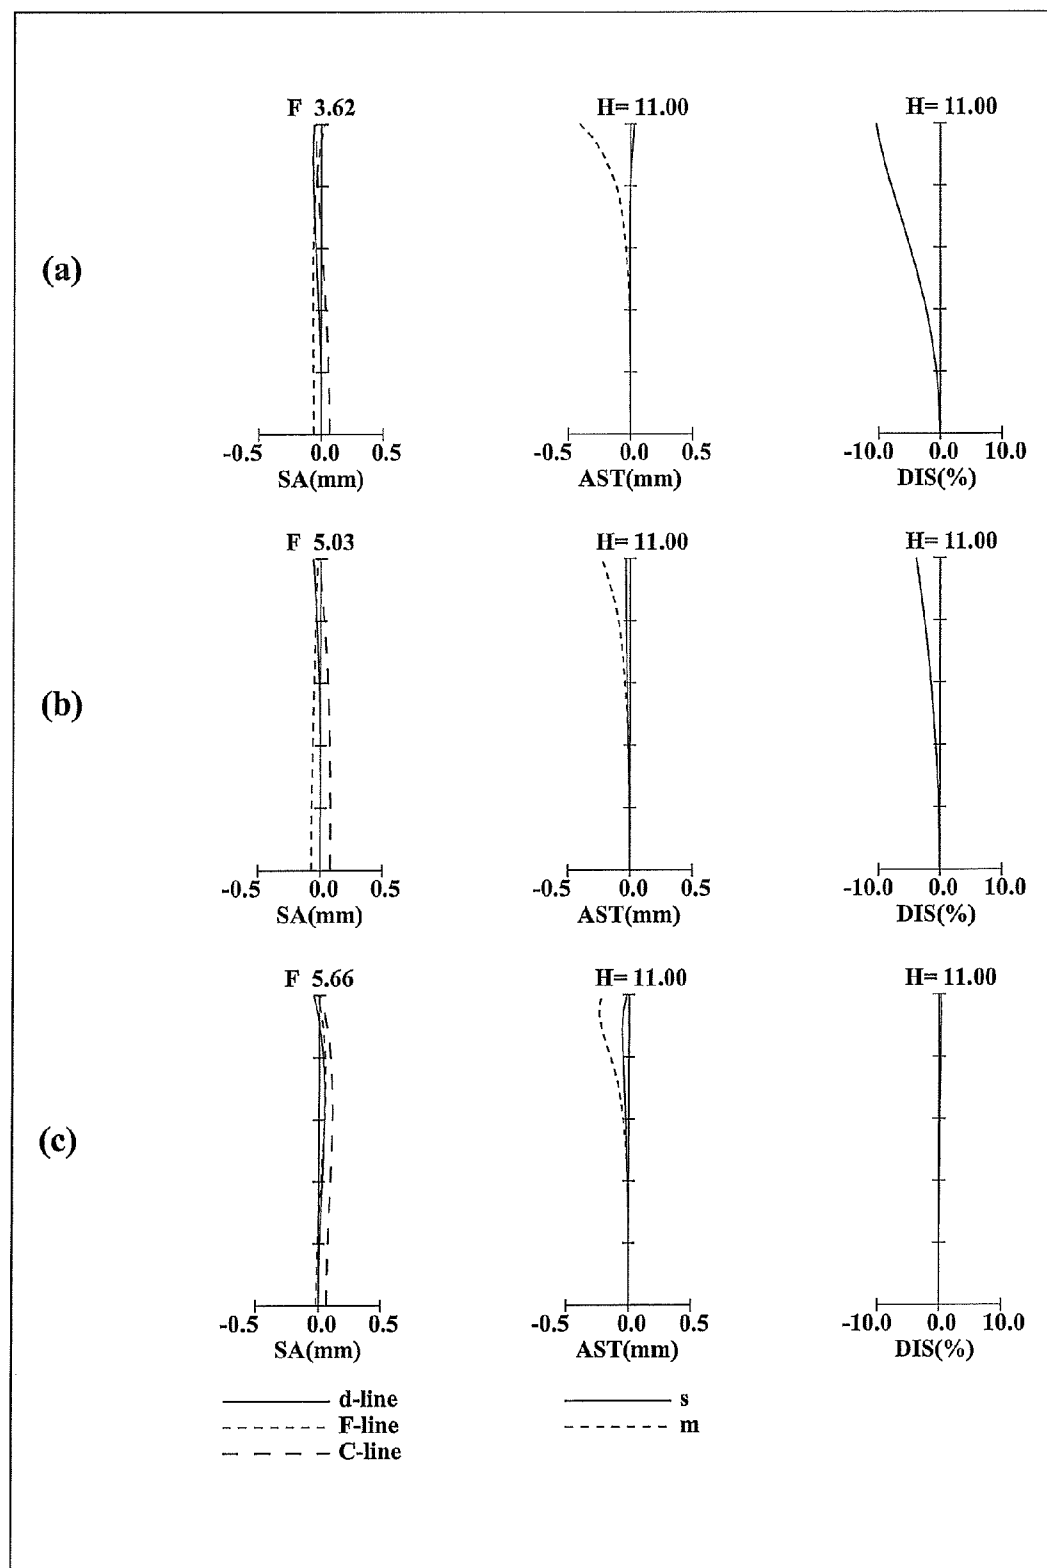 F 3.62 H= 11.00 H= 11.00
(a)
-0.5 0.0 0.5 -0.5 0.0 0.5 -10.0 0.0 10.0
SA(mm) AST(mm) DIS(%)
F 5.03 H= 11.00 H= 11.00
(b)
-0.5 0.0 0.5 -0.5 0.0 0.5 -10.0 0.0 10.0
SA(mm) AST(mm) DIS(%)
F 5.66 H= 11.00 H= 11.00
(c)
-0.5 0.0 0.5 -0.5 0.0 0.5 -10.0 0.0 10.0
SA(mm) AST(mm) DIS(%)
d-line s
F-line m
C-line